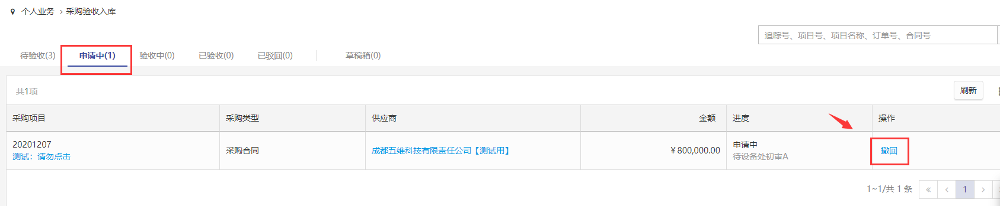 个人业务 > 采购验收入库
追踪号、项目号、项目名称、订单号、合同号
待验收(3) 申请中(1) 验收中(0) 已验收(0) 已驳回(0) 草稿箱(0)
共1项 刷新
采购项目 采购类型 供应商 金额 进度 操作
20201207
测试：请勿点击
采购合同
成都五维科技有限责任公司【测试用】
￥800,000.00
申请中
待设备处初审A
撤回
1~1/共 1 条 « ‹ 1 ›